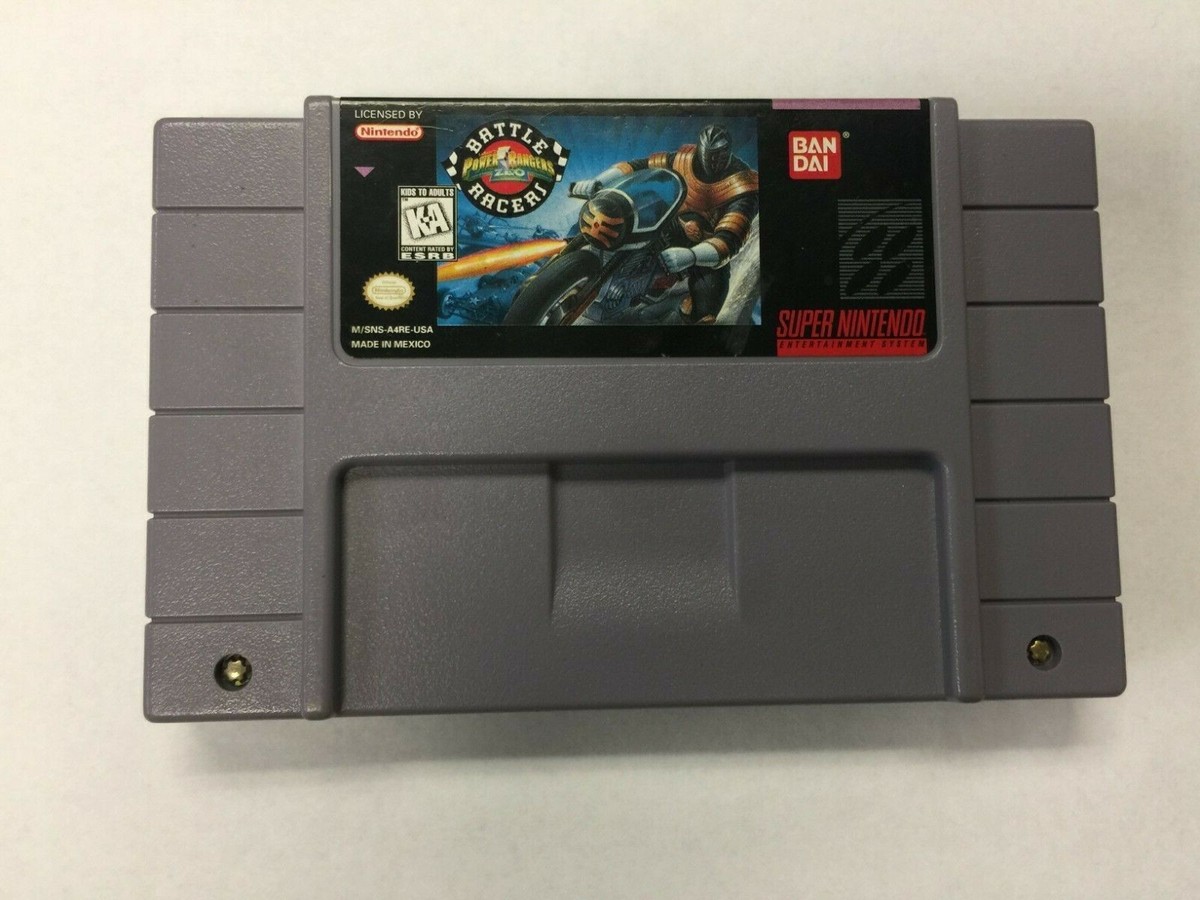 LICENSED BY
Nintendo®
KIDS TO ADULTS
K-A
CONTENT RATED BY
ESRB
Nintendo
M/SNS-A4RE-USA
MADE IN MEXICO
BATTLE
POWER RANGERS
ZEO
RACERS
BAN
DAI
®
SUPER NINTENDO
ENTERTAINMENT SYSTEM